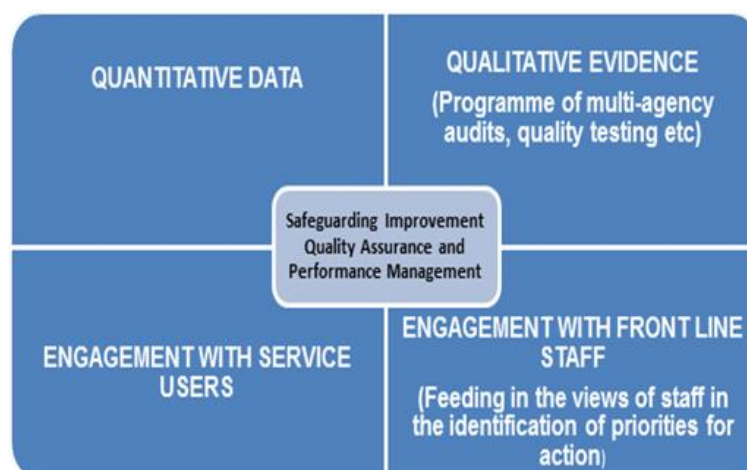 QUANTITATIVE DATA
QUALITATIVE EVIDENCE
(Programme of multi-agency
audits, quality testing etc)
Safeguarding Improvement
Quality Assurance and
Performance Management
ENGAGEMENT WITH SERVICE
USERS
ENGAGEMENT WITH FRONT LINE
STAFF
(Feeding in the views of staff in
the identification of priorities for
action)